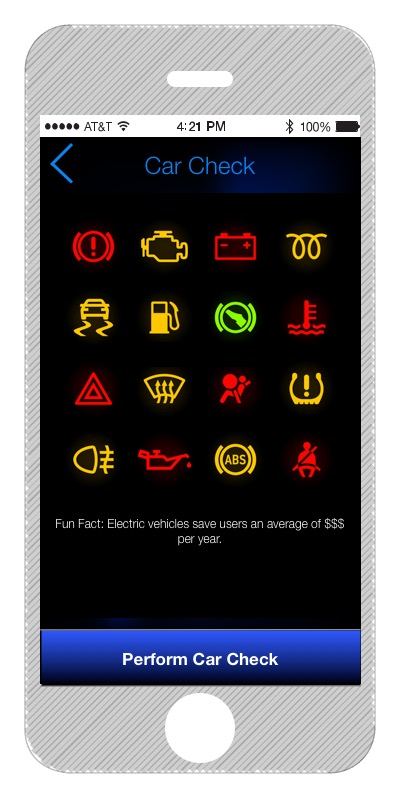 AT&T 4:21 PM 100%
Car Check
ABS
Fun Fact: Electric vehicles save users an average of $$$
per year.
Perform Car Check